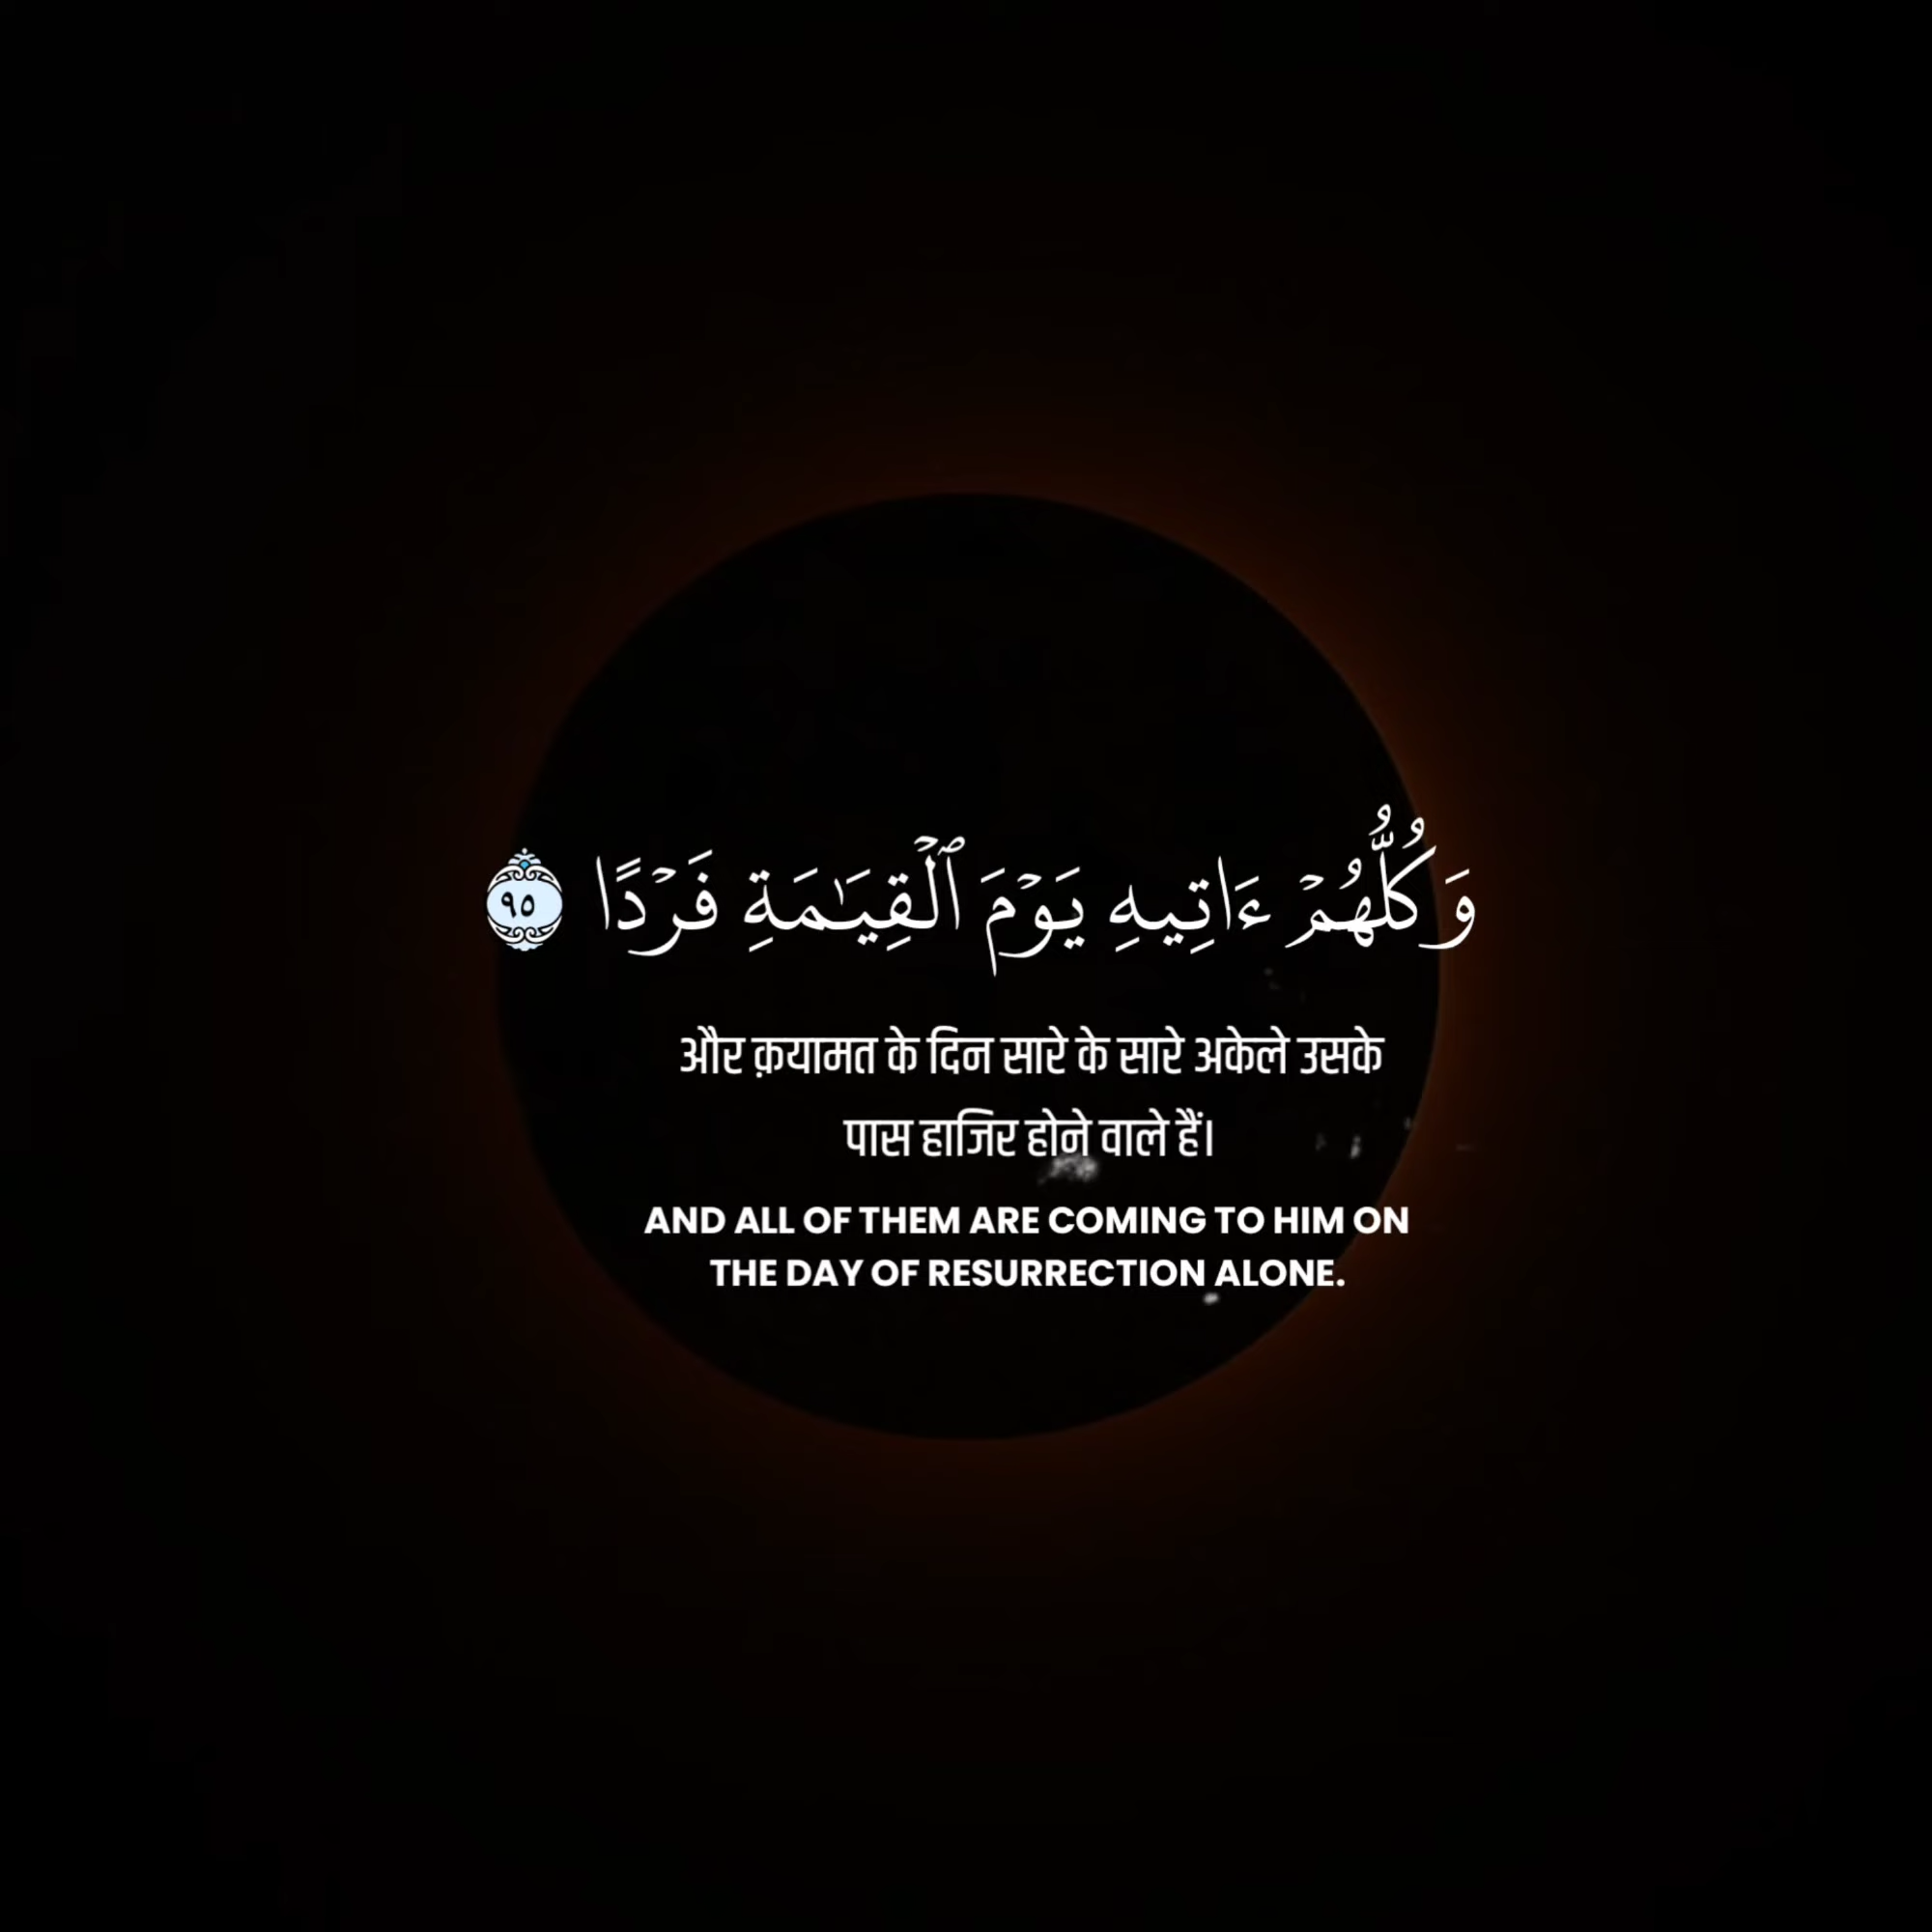 وَكُلُّهُمْ ءَاتِيهِ يَوْمَ ٱلْقِيَـٰمَةِ فَرْدًا ٩٥
और क़यामत के दिन सारे के सारे अकेले उसके
पास हाजिर होने वाले हैं।
AND ALL OF THEM ARE COMING TO HIM ON
THE DAY OF RESURRECTION ALONE.